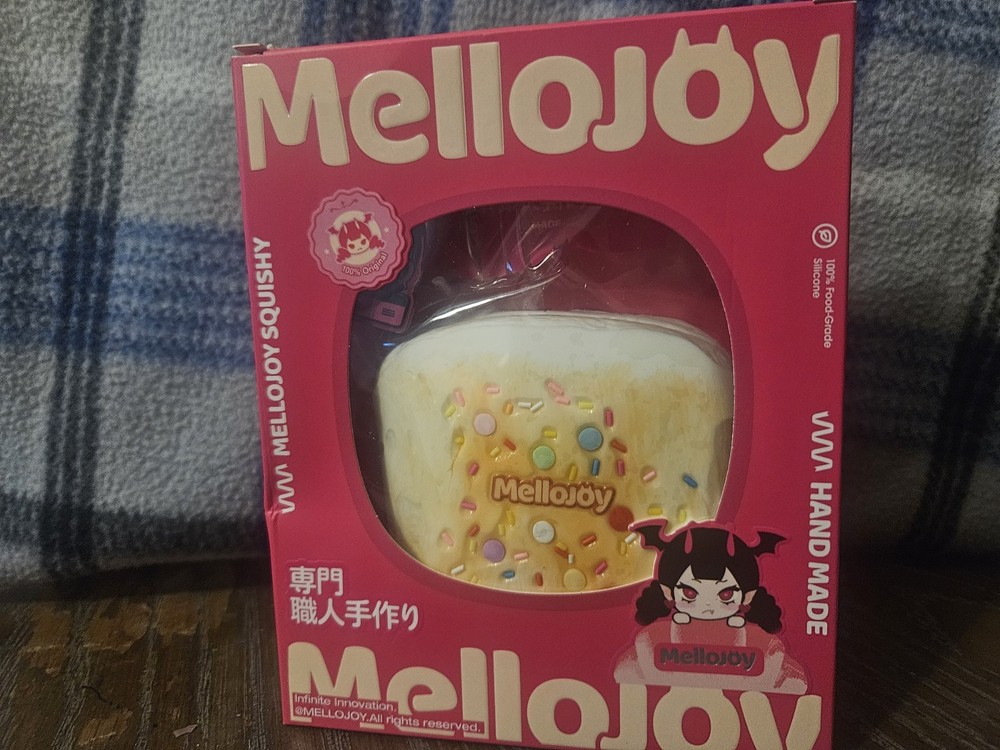 Mellojoy
100% Original
100% Food-Grade
Silicone
MELLOJOY SQUISHY
Mellojoy
HAND MADE
専門
職人手作り
Mellojoy
Mellojoy
Infinite Innovation.
@MELLOJOY.All rights reserved.